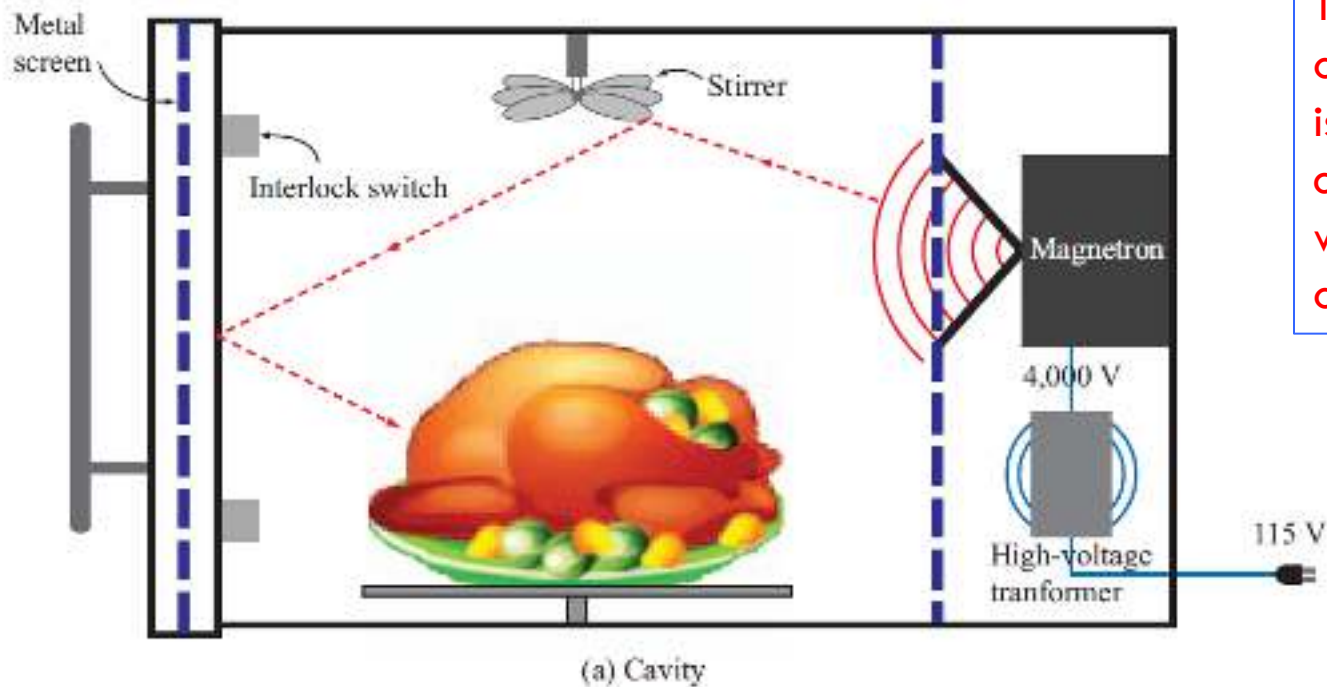 Metal
screen
Stirrer
Interlock switch
Magnetron
4,000 V
High-voltage
tranformer
115 V
(a) Cavity